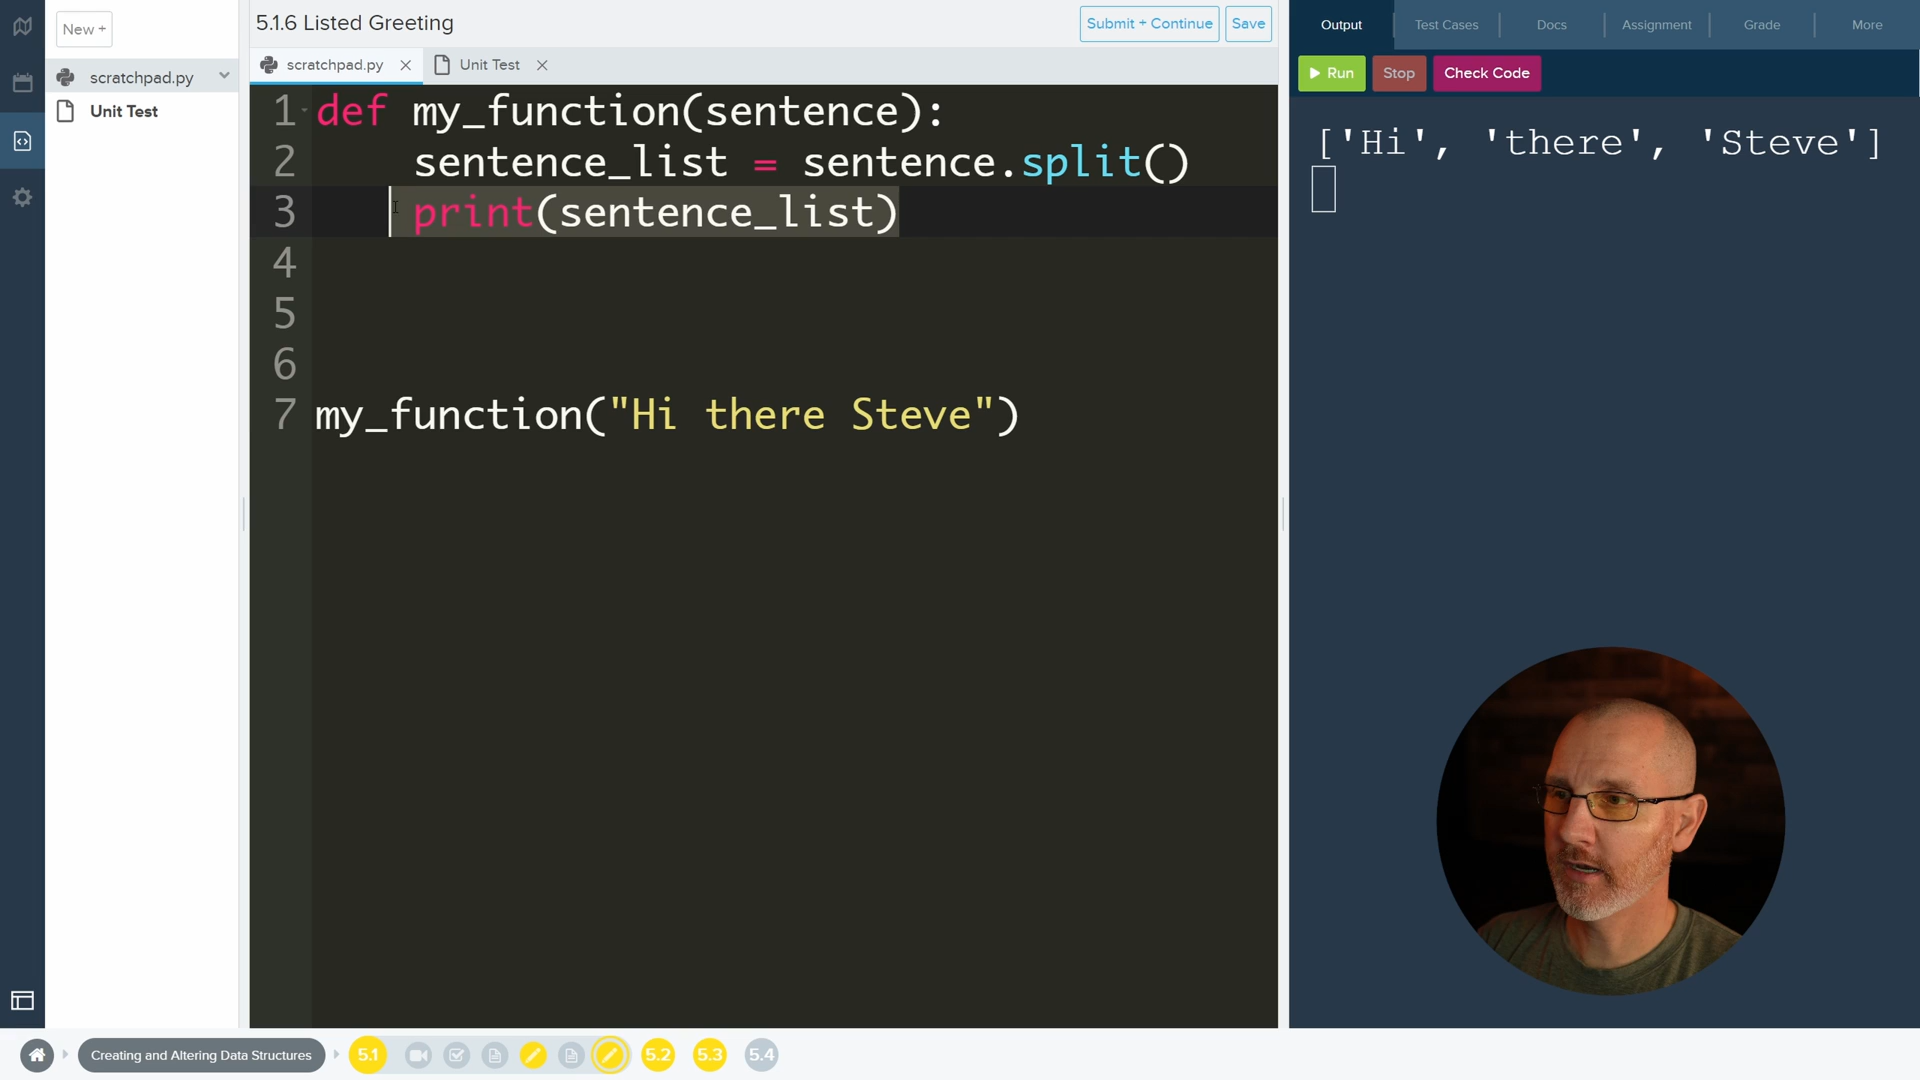 New +
5.1.6 Listed Greeting
Submit + Continue
Save
Output
Test Cases
Docs
Assignment
Grade
More
scratchpad.py
Unit Test
scratchpad.py
Unit Test
Run
Stop
Check Code
1 def my_function(sentence):
2 sentence_list = sentence.split()
3 print(sentence_list)
4
5
6
7 my_function("Hi there Steve")
['Hi', 'there', 'Steve']
Creating and Altering Data Structures
5.1
5.2
5.3
5.4